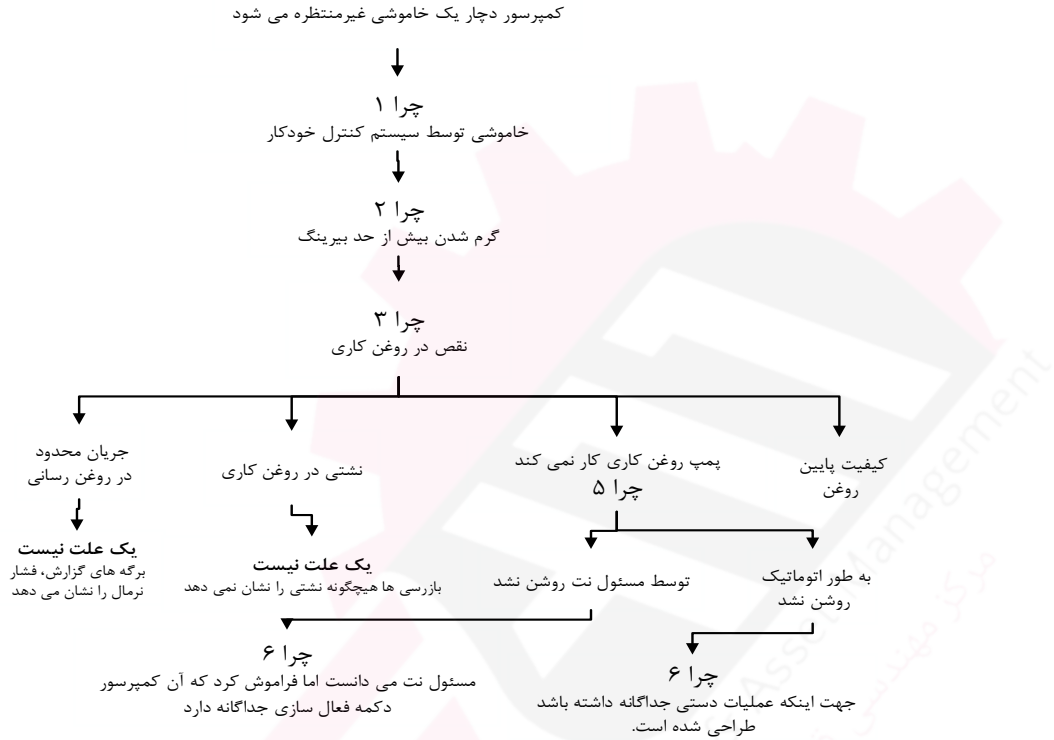 کمپرسور دچار یک خاموشی غیرمنتظره می شود
چرا ۱
خاموشی توسط سیستم کنترل خودکار
چرا ۲
گرم شدن بیش از حد بیرینگ
چرا ۳
نقص در روغن کاری
کیفیت پایین
روغن
پمپ روغن کاری کار نمی کند
چرا ۵
نشتی در روغن کاری
جریان محدود
در روغن رسانی
به طور اتوماتیک
روشن نشد
توسط مسئول نت روشن نشد
یک علت نیست
بازرسی ها هیچگونه نشتی را نشان نمی دهد
یک علت نیست
برگه های گزارش، فشار
نرمال را نشان می دهد
چرا ۶
جهت اینکه عملیات دستی جداگانه داشته باشد
طراحی شده است.
چرا ۶
مسئول نت می دانست اما فراموش کرد که آن کمپرسور
دکمه فعال سازی جداگانه دارد
Asset Management
مرکز مهندسی